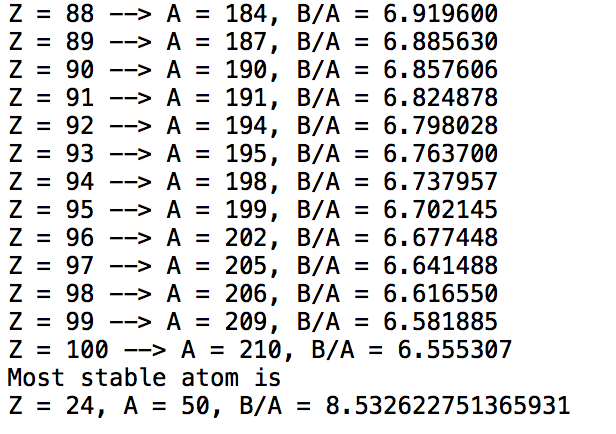 Z = 88 --> A = 184, B/A = 6.919600
Z = 89 --> A = 187, B/A = 6.885630
Z = 90 --> A = 190, B/A = 6.857606
Z = 91 --> A = 191, B/A = 6.824878
Z = 92 --> A = 194, B/A = 6.798028
Z = 93 --> A = 195, B/A = 6.763700
Z = 94 --> A = 198, B/A = 6.737957
Z = 95 --> A = 199, B/A = 6.702145
Z = 96 --> A = 202, B/A = 6.677448
Z = 97 --> A = 205, B/A = 6.641488
Z = 98 --> A = 206, B/A = 6.616550
Z = 99 --> A = 209, B/A = 6.581885
Z = 100 --> A = 210, B/A = 6.555307
Most stable atom is
Z = 24, A = 50, B/A = 8.532622751365931